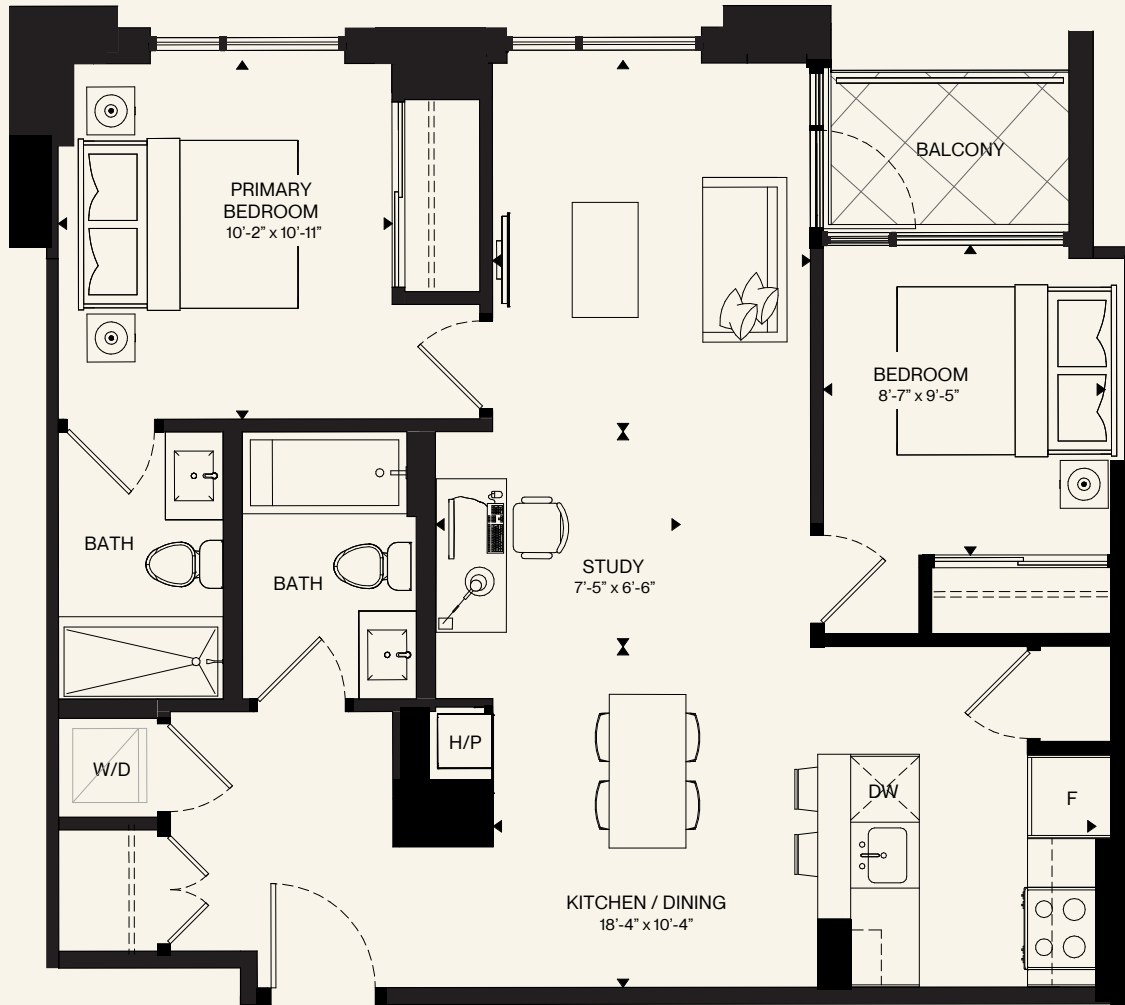 BALCONY
PRIMARY
BEDROOM
10'-2" x 10'-11"
BEDROOM
8'-7" x 9'-5"
BATH
BATH
STUDY
7'-5" x 6'-6"
H/P
W/D
DW
F
KITCHEN / DINING
18'-4" x 10'-4"